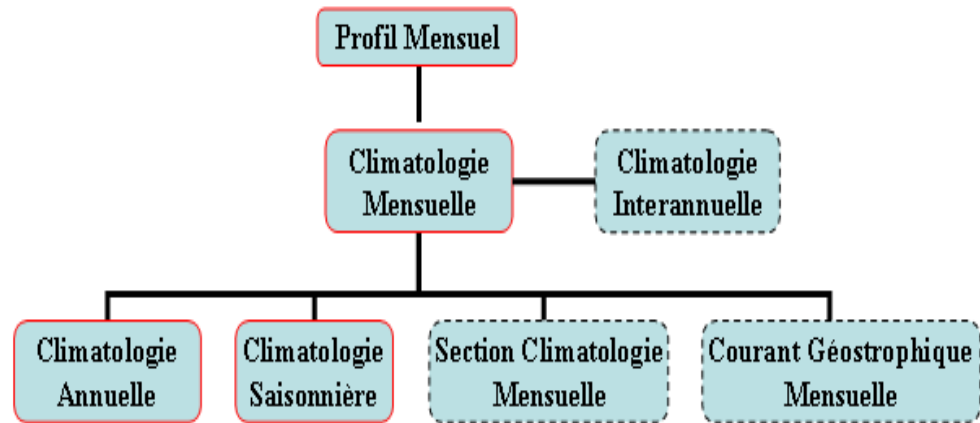 Profil Mensuel
Climatologie
Mensuelle
Climatologie
Interannuelle
Climatologie
Annuelle
Climatologie
Saisonnière
Section Climatologie
Mensuelle
Courant Géostrophique
Mensuelle